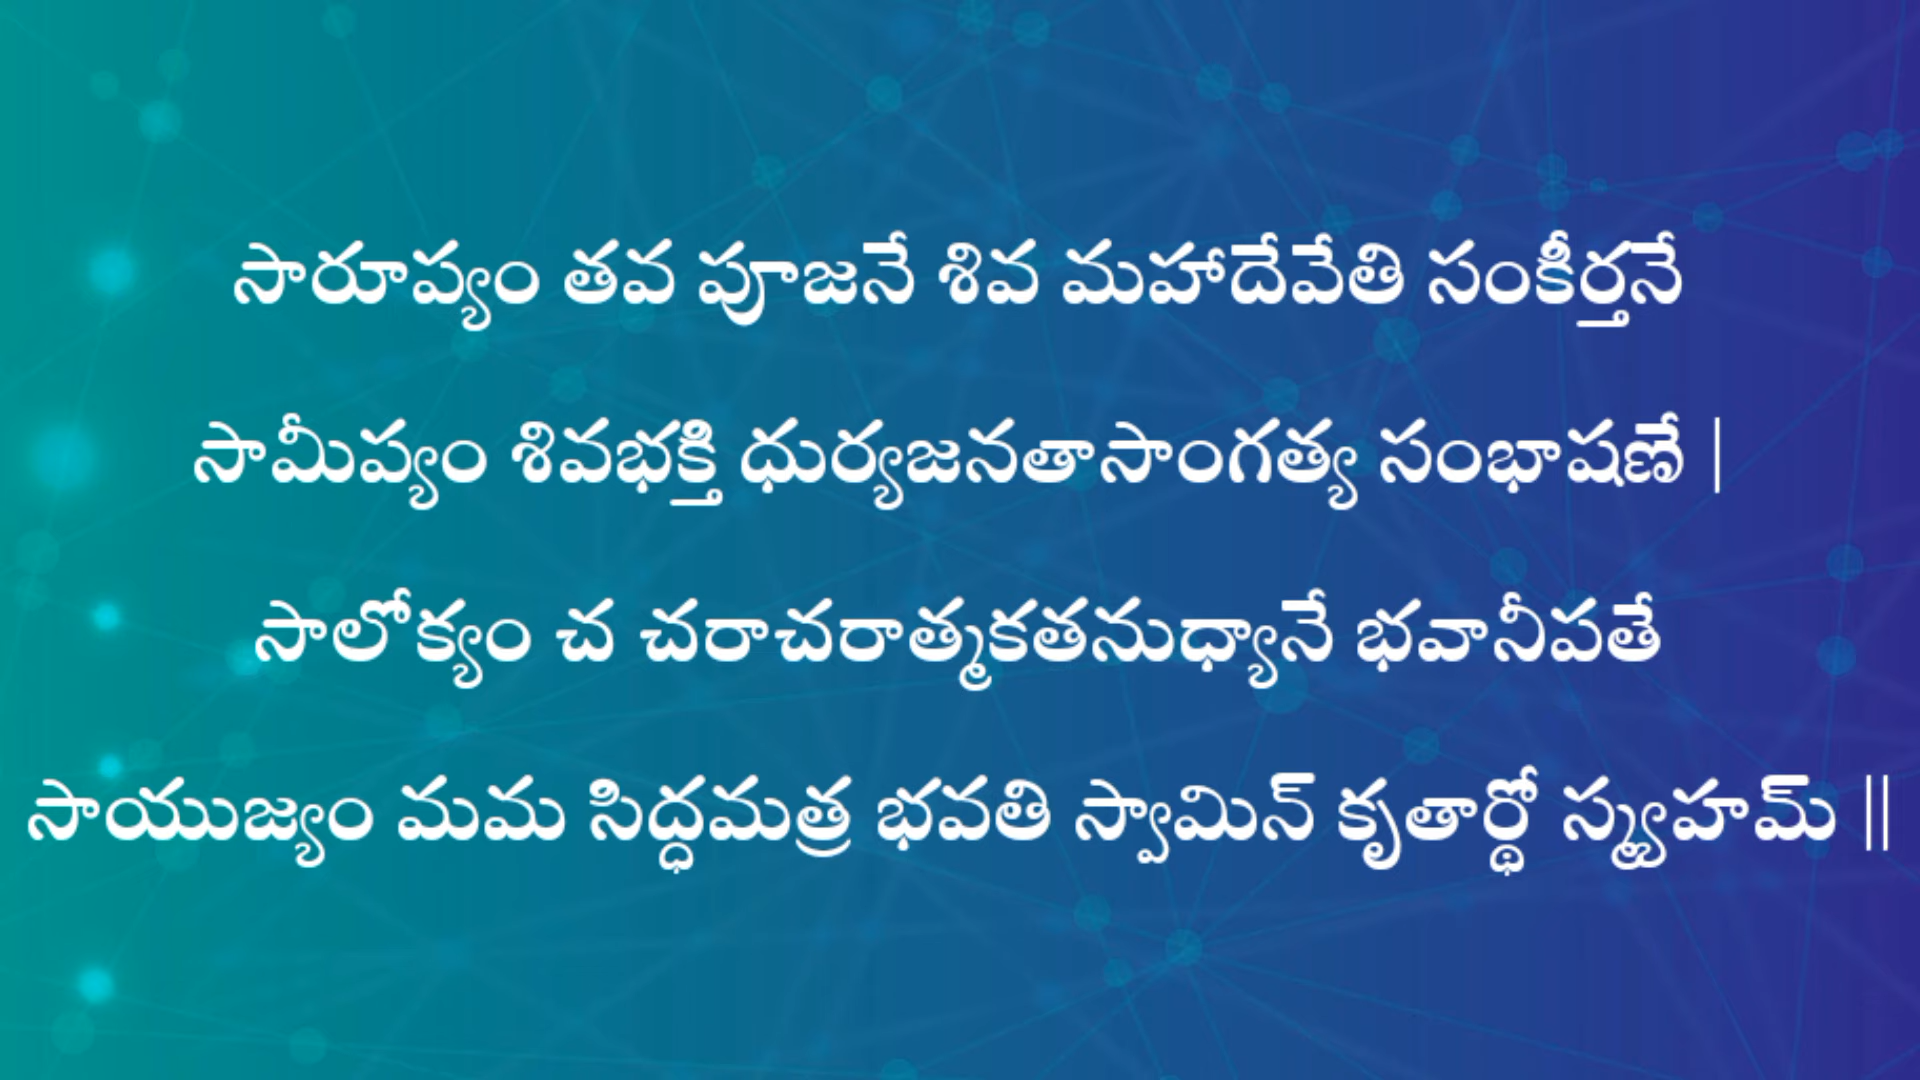 సారూప్యం తవ పూజనే శివ మహాదేవేతి సంకీర్తనే
సామీప్యం శివభక్తి ధుర్యజనతాసాంగత్య సంభాషణే |
సాలోక్యం చ చరాచరాత్మకతనుధ్యానే భవానీపతే
సాయుజ్యం మమ సిద్ధమత్ర భవతి స్వామిన్ కృతార్థో స్మ్యహమ్ ||